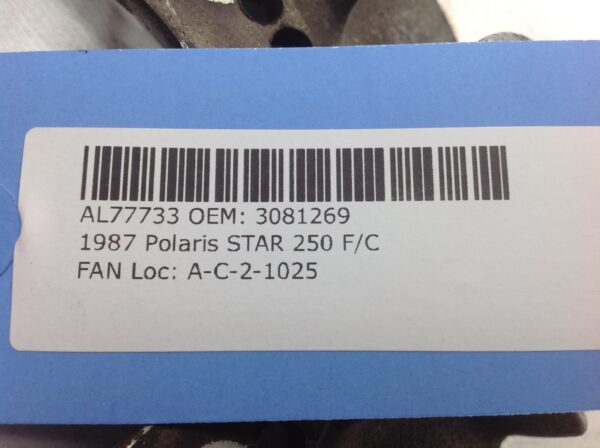 AL77733 OEM: 3081269
1987 Polaris STAR 250 F/C
FAN Loc: A-C-2-1025